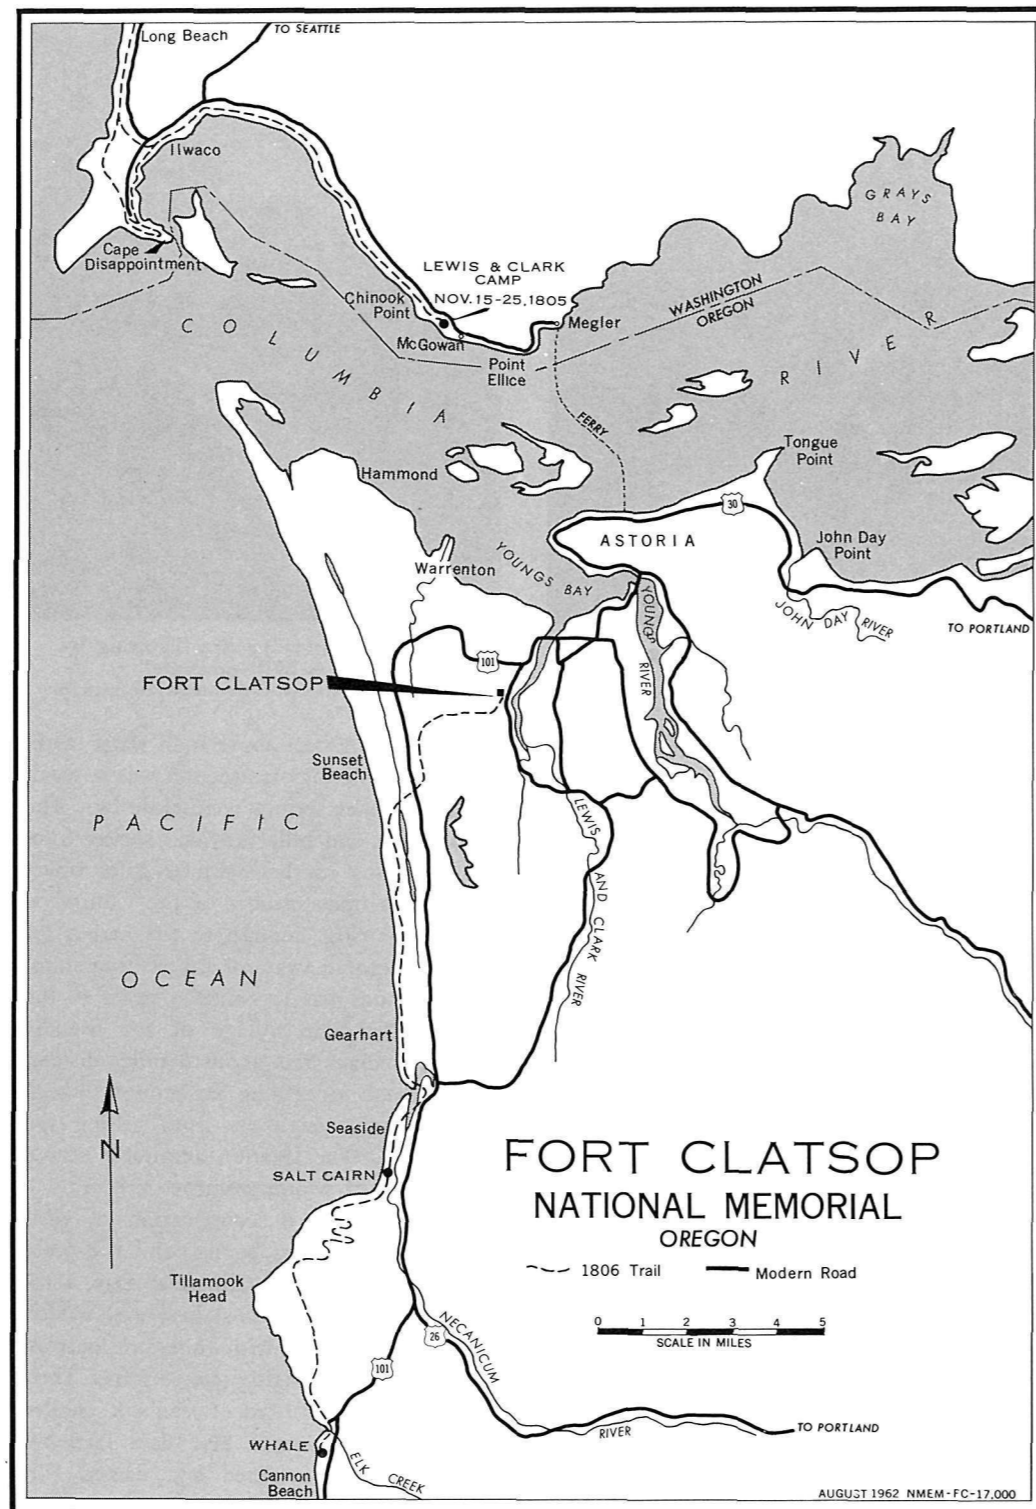 Long Beach
TO SEATTLE
Ilwaco
GRAYS
BAY
Cape
Disappointment
LEWIS & CLARK
CAMP
NOV. 15-25, 1805
Chinook
Point
McGowan
Megler
Point
Ellice
WASHINGTON
OREGON
COLUMBIA
RIVER
FERRY
Tongue
Point
Hammond
30
ASTORIA
John Day
Point
YOUNGS BAY
Warrenton
YOUNGS
RIVER
JOHN DAY RIVER
TO PORTLAND
101
FORT CLATSOP
Sunset
Beach
PACIFIC
OCEAN
LEWIS AND CLARK RIVER
Gearhart
N
Seaside
SALT CAIRN
FORT CLATSOP
NATIONAL MEMORIAL
OREGON
1806 Trail
Modern Road
0 1 2 3 4 5
SCALE IN MILES
Tillamook
Head
NECANICUM
RIVER
26
101
TO PORTLAND
WHALE
Cannon
Beach
ELK CREEK
AUGUST 1962 NMEM-FC-17,000